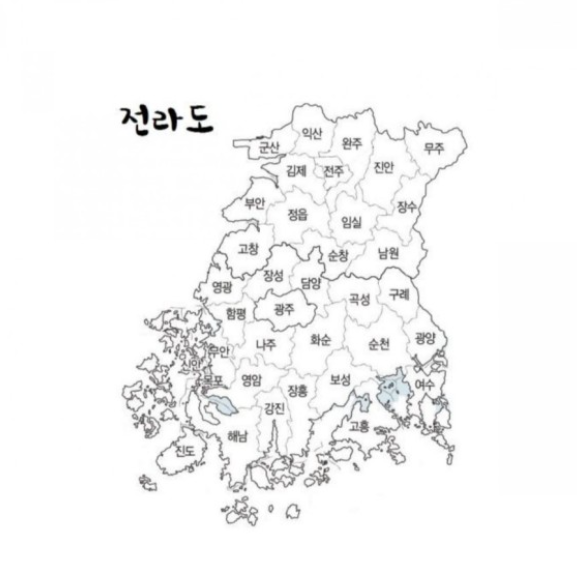 전라도
군산
익산
완주
무주
김제
전주
진안
부안
정읍
임실
장수
고창
순창
남원
영광
장성
담양
곡성
구례
함평
광주
나주
화순
순천
광양
무안
신안
목포
영암
장흥
보성
여수
강진
고흥
해남
진도